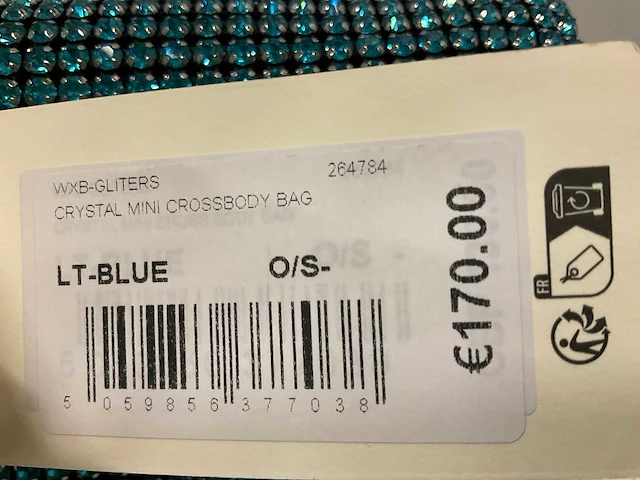 WXB-GLITERS 264784
CRYSTAL MINI CROSSBODY BAG
LT-BLUE O/S-
5 059856 377038
€170.00
FR